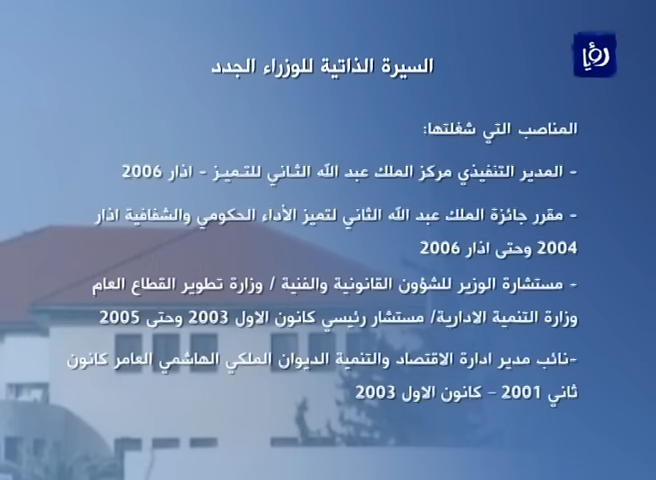 رؤيا
السيرة الذاتية للوزراء الجدد
المناصب التي شغلتها:
- المدير التنفيذي مركز الملك عبد الله الثاني للتميز - اذار 2006
- مقرر جائزة الملك عبد الله الثاني لتميز الأداء الحكومي والشفافية اذار
2004 وحتى اذار 2006
- مستشارة الوزير للشؤون القانونية والفنية / وزارة تطوير القطاع العام
وزارة التنمية الادارية/ مستشار رئيسي كانون الاول 2003 وحتى 2005
-نائب مدير ادارة الاقتصاد والتنمية الديوان الملكي الهاشمي العامر كانون
ثاني 2001 – كانون الاول 2003